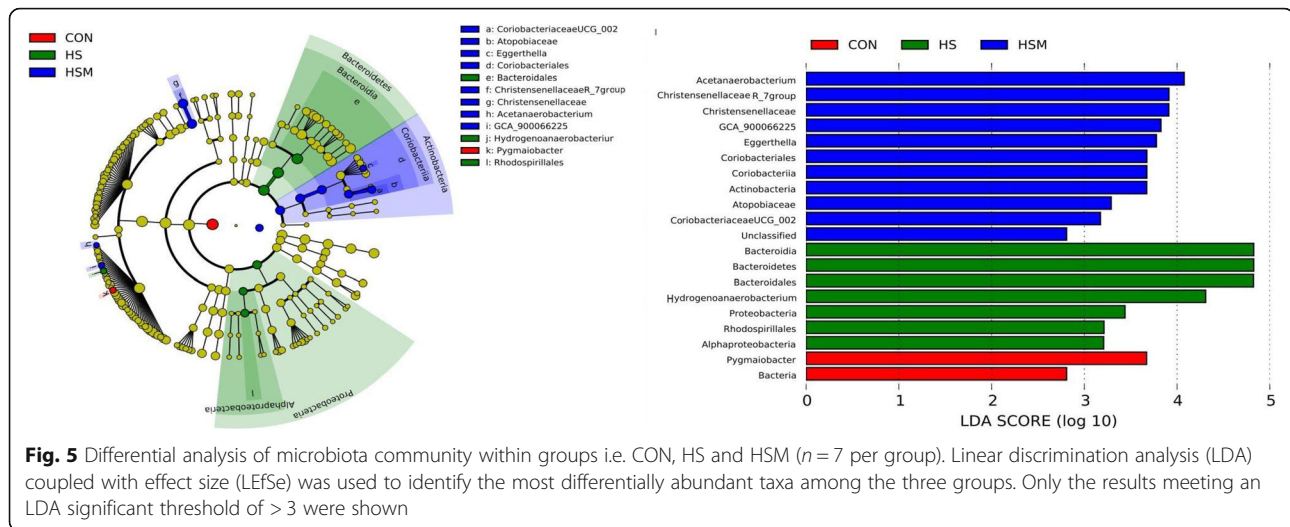 CON
HS
HSM
g
f
Bacteroidetes
Bacteroidia
e
Coriobacteriia
Actinobacteria
d
c
b
a
h
i
j
k
l
Alphaproteobacteria
Proteobacteria
a: CoriobacteriaceaeUCG_002
b: Atopobiaceae
c: Eggerthella
d: Coriobacteriales
e: Bacteroidales
f: ChristensenellaceaeR_7group
g: Christensenellaceae
h: Acetanaerobacterium
i: GCA_900066225
j: Hydrogenoanaerobacteriur
k: Pygmaiobacter
l: Rhodospirillales
CON HS HSM
Acetanaerobacterium
Christensenellaceae R_7group
Christensenellaceae
GCA_900066225
Eggerthella
Coriobacteriales
Coriobacteriia
Actinobacteria
Atopobiaceae
CoriobacteriaceaeUCG_002
Unclassified
Bacteroidia
Bacteroidetes
Bacteroidales
Hydrogenoanaerobacterium
Proteobacteria
Rhodospirillales
Alphaproteobacteria
Pygmaiobacter
Bacteria
0 1 2 3 4 5
LDA SCORE (log 10)
Fig. 5 Differential analysis of microbiota community within groups i.e. CON, HS and HSM (n = 7 per group). Linear discrimination analysis (LDA)
coupled with effect size (LEfSe) was used to identify the most differentially abundant taxa among the three groups. Only the results meeting an
LDA significant threshold of > 3 were shown